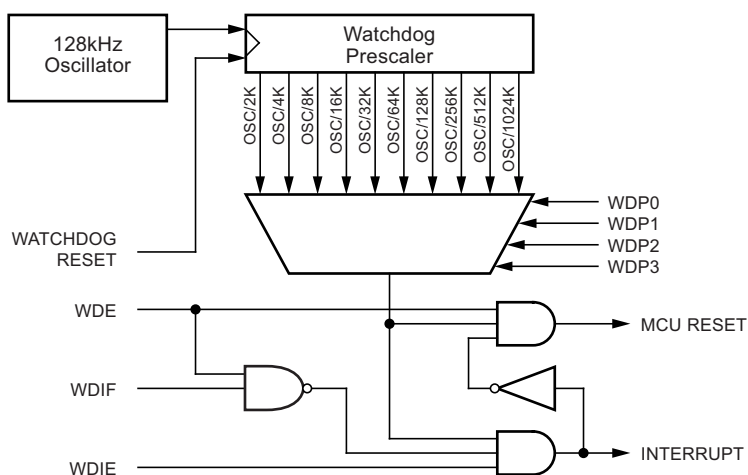 128kHz
Oscillator
Watchdog
Prescaler
OSC/2K
OSC/4K
OSC/8K
OSC/16K
OSC/32K
OSC/64K
OSC/128K
OSC/256K
OSC/512K
OSC/1024K
WDP0
WDP1
WDP2
WDP3
WATCHDOG
RESET
WDE
MCU RESET
WDIF
INTERRUPT
WDIE